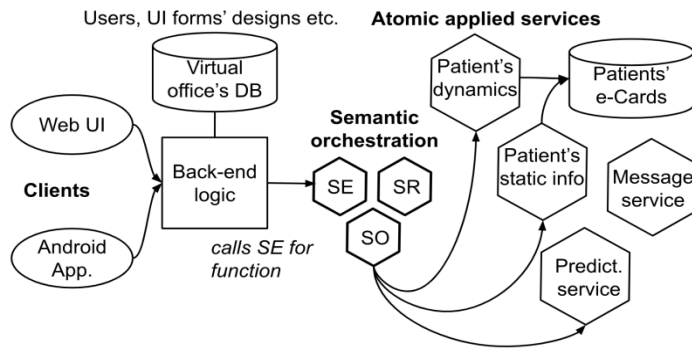 Users, UI forms’ designs etc.
Atomic applied services
Virtual
office’s DB
Patient’s
dynamics
Patients’
e-Cards
Web UI
Semantic
orchestration
Clients
Back-end
logic
SE
SR
Patient’s
static info
Message
service
Android
App.
calls SE for
function
SO
Predict.
service